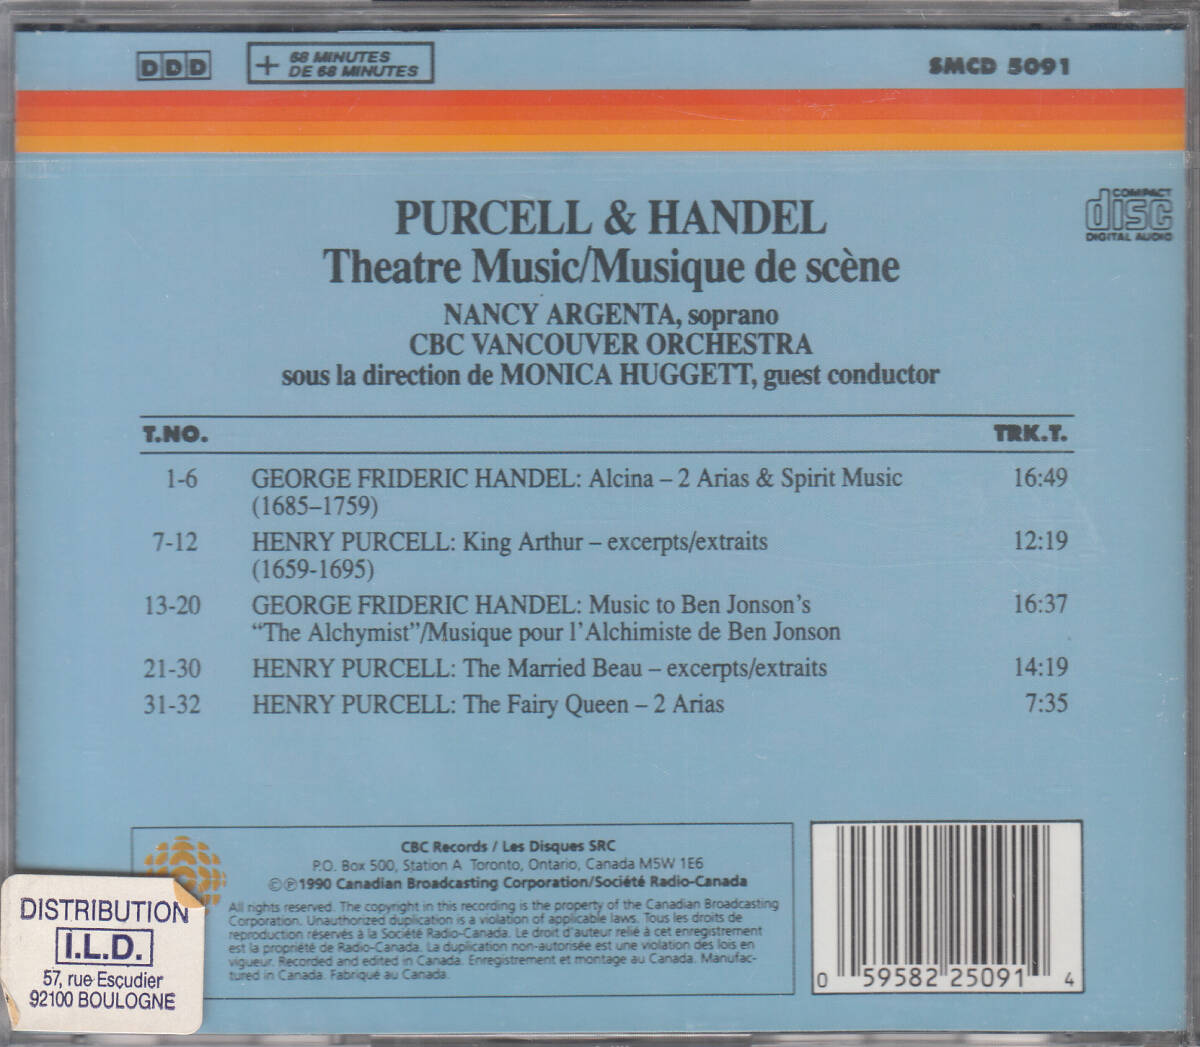 DDD
+ 68 MINUTES
DE 68 MINUTES
SMCD 5091
COMPACT
disc
DIGITAL AUDIO
PURCELL & HANDEL
Theatre Music/Musique de scène
NANCY ARGENTA, soprano
CBC VANCOUVER ORCHESTRA
sous la direction de MONICA HUGGETT, guest conductor
T.NO. TRK.T.
1-6 GEORGE FRIDERIC HANDEL: Alcina – 2 Arias & Spirit Music 16:49
(1685–1759)
7-12 HENRY PURCELL: King Arthur – excerpts/extraits 12:19
(1659-1695)
13-20 GEORGE FRIDERIC HANDEL: Music to Ben Jonson's 16:37
“The Alchymist”/Musique pour l'Alchimiste de Ben Jonson
21-30 HENRY PURCELL: The Married Beau – excerpts/extraits 14:19
31-32 HENRY PURCELL: The Fairy Queen – 2 Arias 7:35
CBC Records / Les Disques SRC
P.O. Box 500, Station A Toronto, Ontario, Canada M5W 1E6
©℗1990 Canadian Broadcasting Corporation/Société Radio-Canada
All rights reserved. The copyright in this recording is the property of the Canadian Broadcasting
Corporation. Unauthorized duplication is a violation of applicable laws. Tous les droits de
reproduction réservés à la Société Radio-Canada. Le droit d'auteur relié à cet enregistrement
est la propriété de Radio-Canada. La duplication non-autorisée est une violation des lois en
vigueur. Recorded and edited in Canada. Enregistrement et montage au Canada. Manufac-
tured in Canada. Fabriqué au Canada.
DISTRIBUTION
I.L.D.
57, rue Escudier
92100 BOULOGNE
0 59582 25091 4